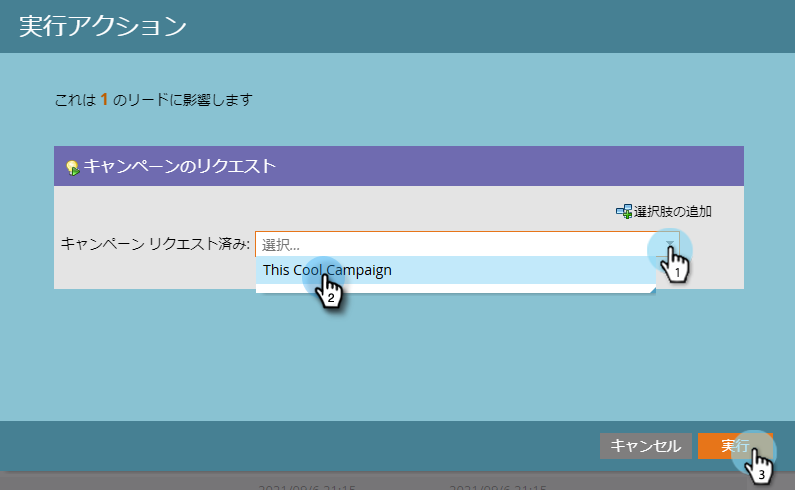 実行アクション
これは 1 のリードに影響します
キャンペーンのリクエスト
選択肢の追加
キャンペーン リクエスト済み: 選択...
1
This Cool Campaign
2
キャンセル 実行
3